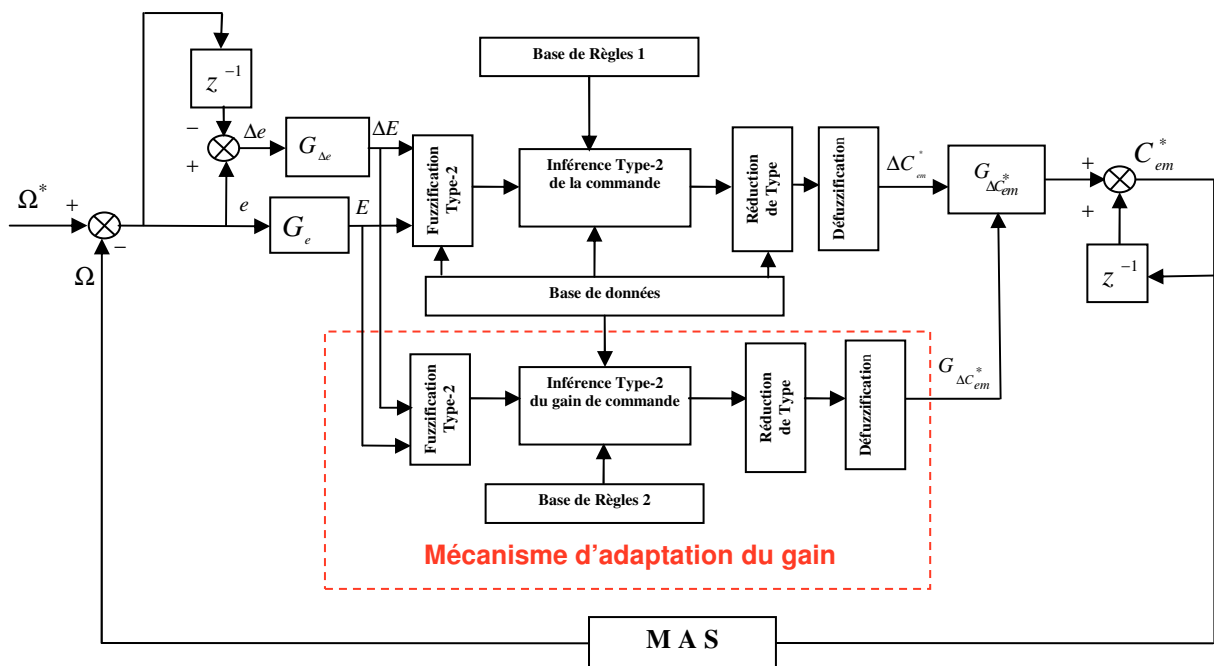 Base de Règles 1
z⁻¹
−
+
Δe
G_Δe
ΔE
Fuzzification
Type-2
Inférence Type-2
de la commande
Réduction
de Type
Défuzzification
ΔC*_em
G_ΔC*_em
+
+
C*_em
Ω*
+
−
e
G_e
E
Ω
Base de données
z⁻¹
Fuzzification
Type-2
Inférence Type-2
du gain de commande
Réduction
de Type
Défuzzification
G_ΔC*_em
Base de Règles 2
Mécanisme d’adaptation du gain
M A S